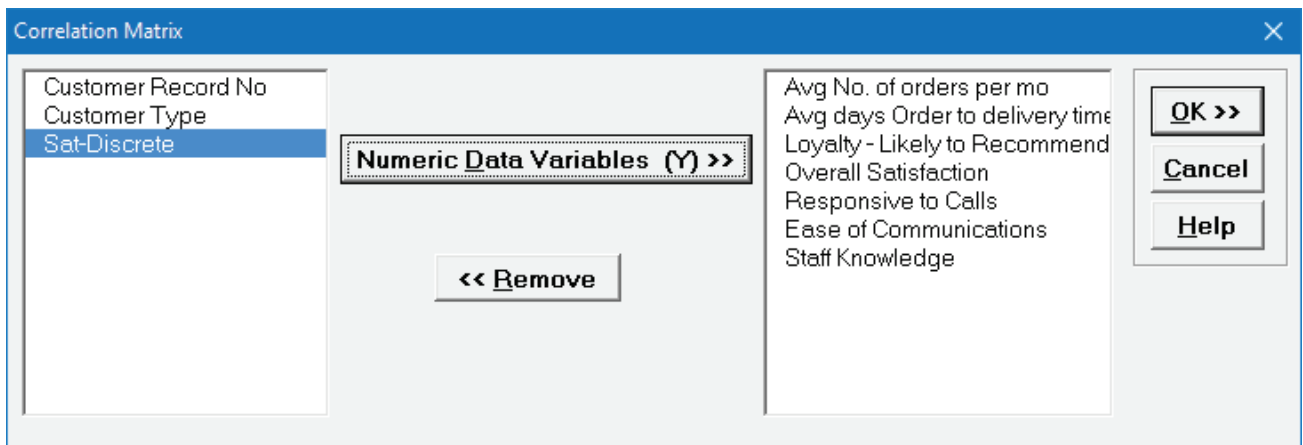 Correlation Matrix
Customer Record No
Customer Type
Sat-Discrete
Numeric Data Variables (Y) >>
<< Remove
Avg No. of orders per mo
Avg days Order to delivery time
Loyalty - Likely to Recommend
Overall Satisfaction
Responsive to Calls
Ease of Communications
Staff Knowledge
OK >>
Cancel
Help